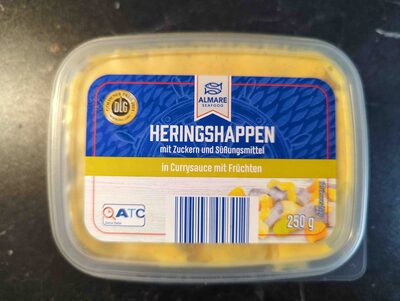 ALMARE
SEAFOOD
DLG
HERINGSHAPPEN
mit Zuckern und Süßungsmittel
in Currysauce mit Früchten
ATC
250 g